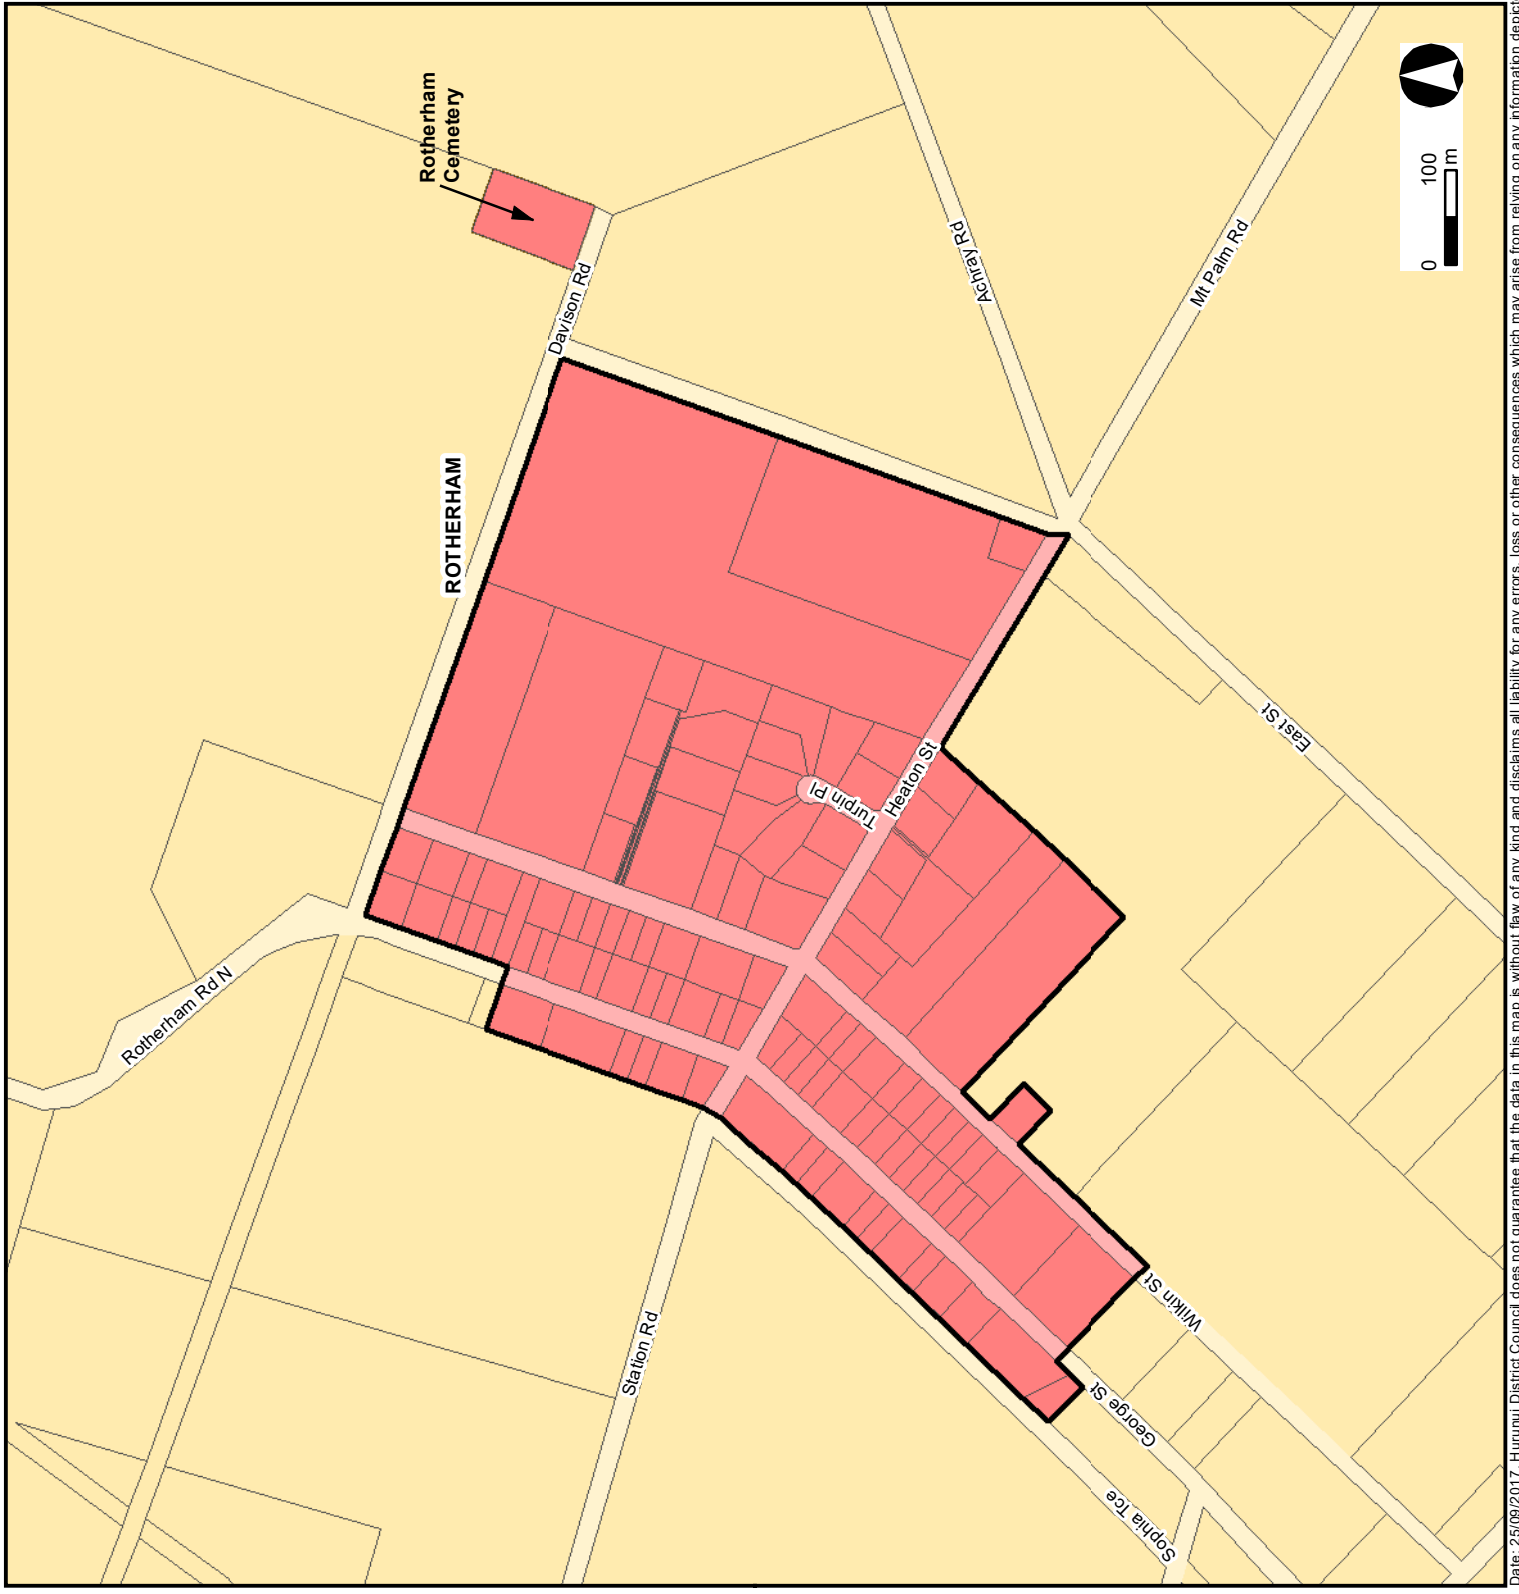 Rotherham
Cemetery
Davison Rd
ROTHERHAM
Achray Rd
Mt Palm Rd
0 100
m
Rotherham Rd N
Turpin Pl
Heaton St
East St
Station Rd
Wilkin St
George St
Sophia Tce
Date: 25/09/2017. Hurunui District Council does not guarantee that the data in this map is without flaw of any kind and disclaims all liability for any errors, loss or other consequences which may arise from relying on any information depict